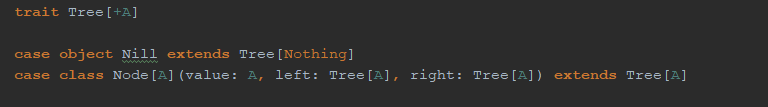 trait Tree[+A]
case object Nill extends Tree[Nothing]
case class Node[A](value: A, left: Tree[A], right: Tree[A]) extends Tree[A]